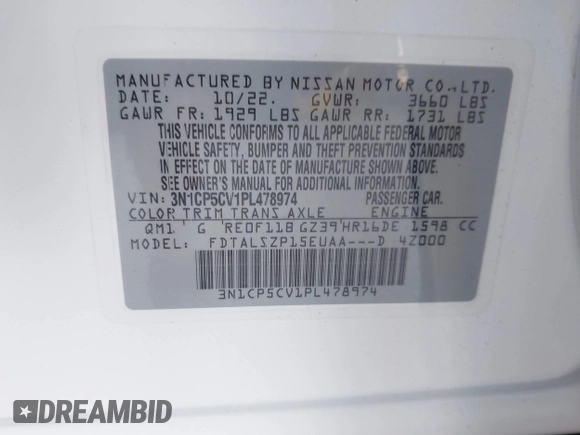 MANUFACTURED BY NISSAN MOTOR CO.,LTD.
DATE: 10/22. GVWR: 3660 LBS
GAWR FR: 1929 LBS GAWR RR: 1731 LBS
THIS VEHICLE CONFORMS TO ALL APPLICABLE FEDERAL MOTOR
VEHICLE SAFETY, BUMPER AND THEFT PREVENTION STANDARDS
IN EFFECT ON THE DATE OF MANUFACTURE SHOWN ABOVE.
SEE OWNER'S MANUAL FOR ADDITIONAL INFORMATION
VIN: 3N1CP5CV1PL478974 PASSENGER CAR.
COLOR TRIM TRANS AXLE ENGINE
QM1 G RE0F11B GZ39 HR16DE 1598 CC
MODEL: FDTALSZP15EUAA---D 4Z000
3N1CP5CV1PL478974
DREAMBID